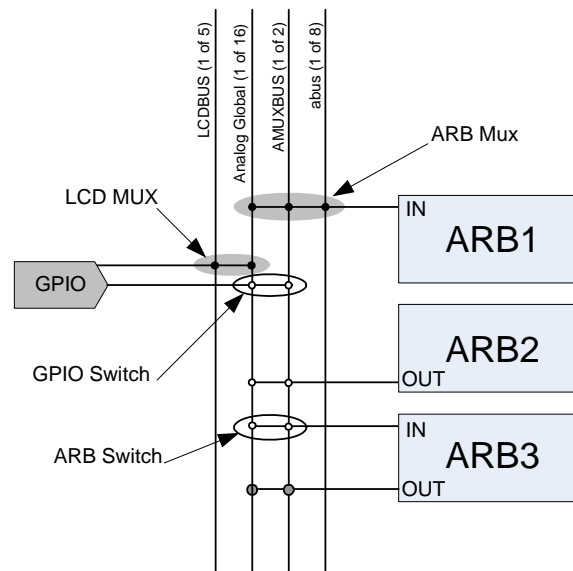 LCDBUS (1 of 5)
Analog Global (1 of 16)
AMUXBUS (1 of 2)
abus (1 of 8)
ARB Mux
LCD MUX
IN
ARB1
GPIO
ARB2
OUT
GPIO Switch
IN
ARB3
ARB Switch
OUT